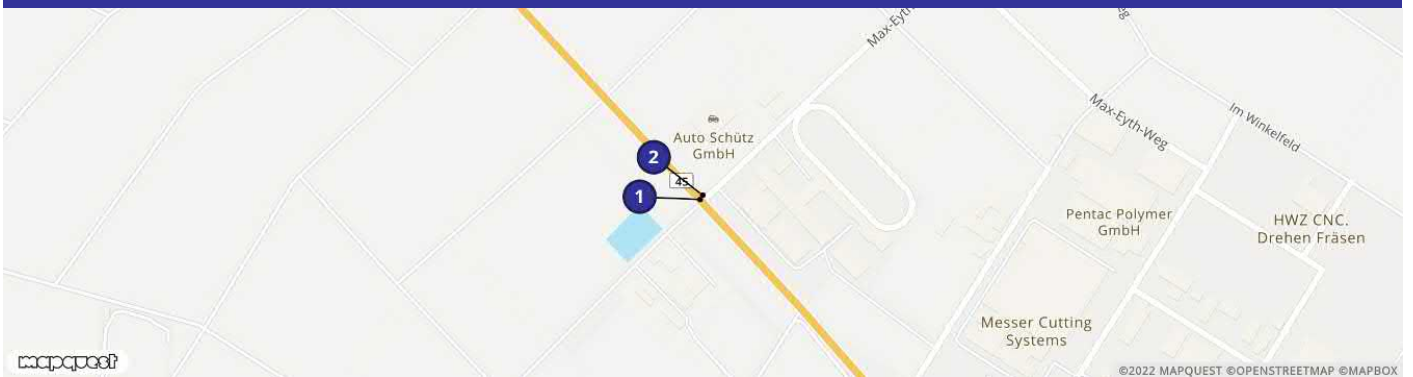 Max-Eyth
eg
Auto Schütz
GmbH
2
45
1
Max-Eyth-Weg
Im Winkelfeld
Pentac Polymer
GmbH
HWZ CNC.
Drehen Fräsen
Messer Cutting
Systems
mapquest
©2022 MAPQUEST ©OPENSTREETMAP ©MAPBOX